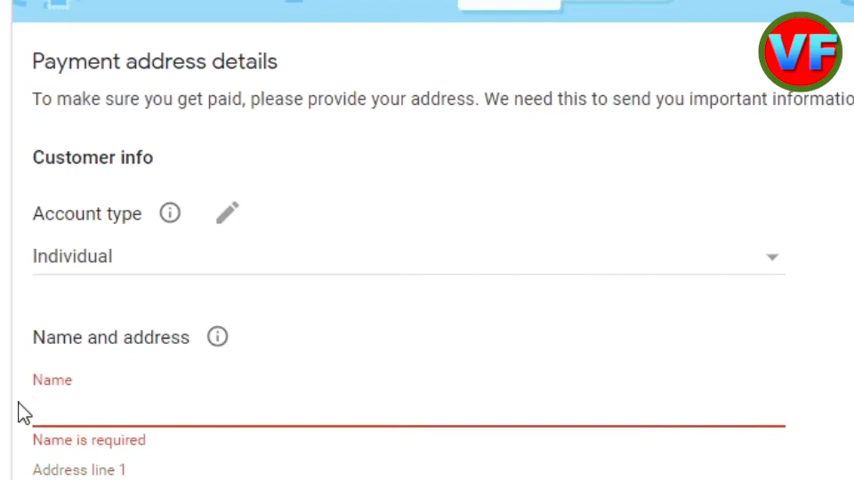 VF
Payment address details
To make sure you get paid, please provide your address. We need this to send you important informatio
Customer info
Account type
Individual
Name and address
Name
Name is required
Address line 1